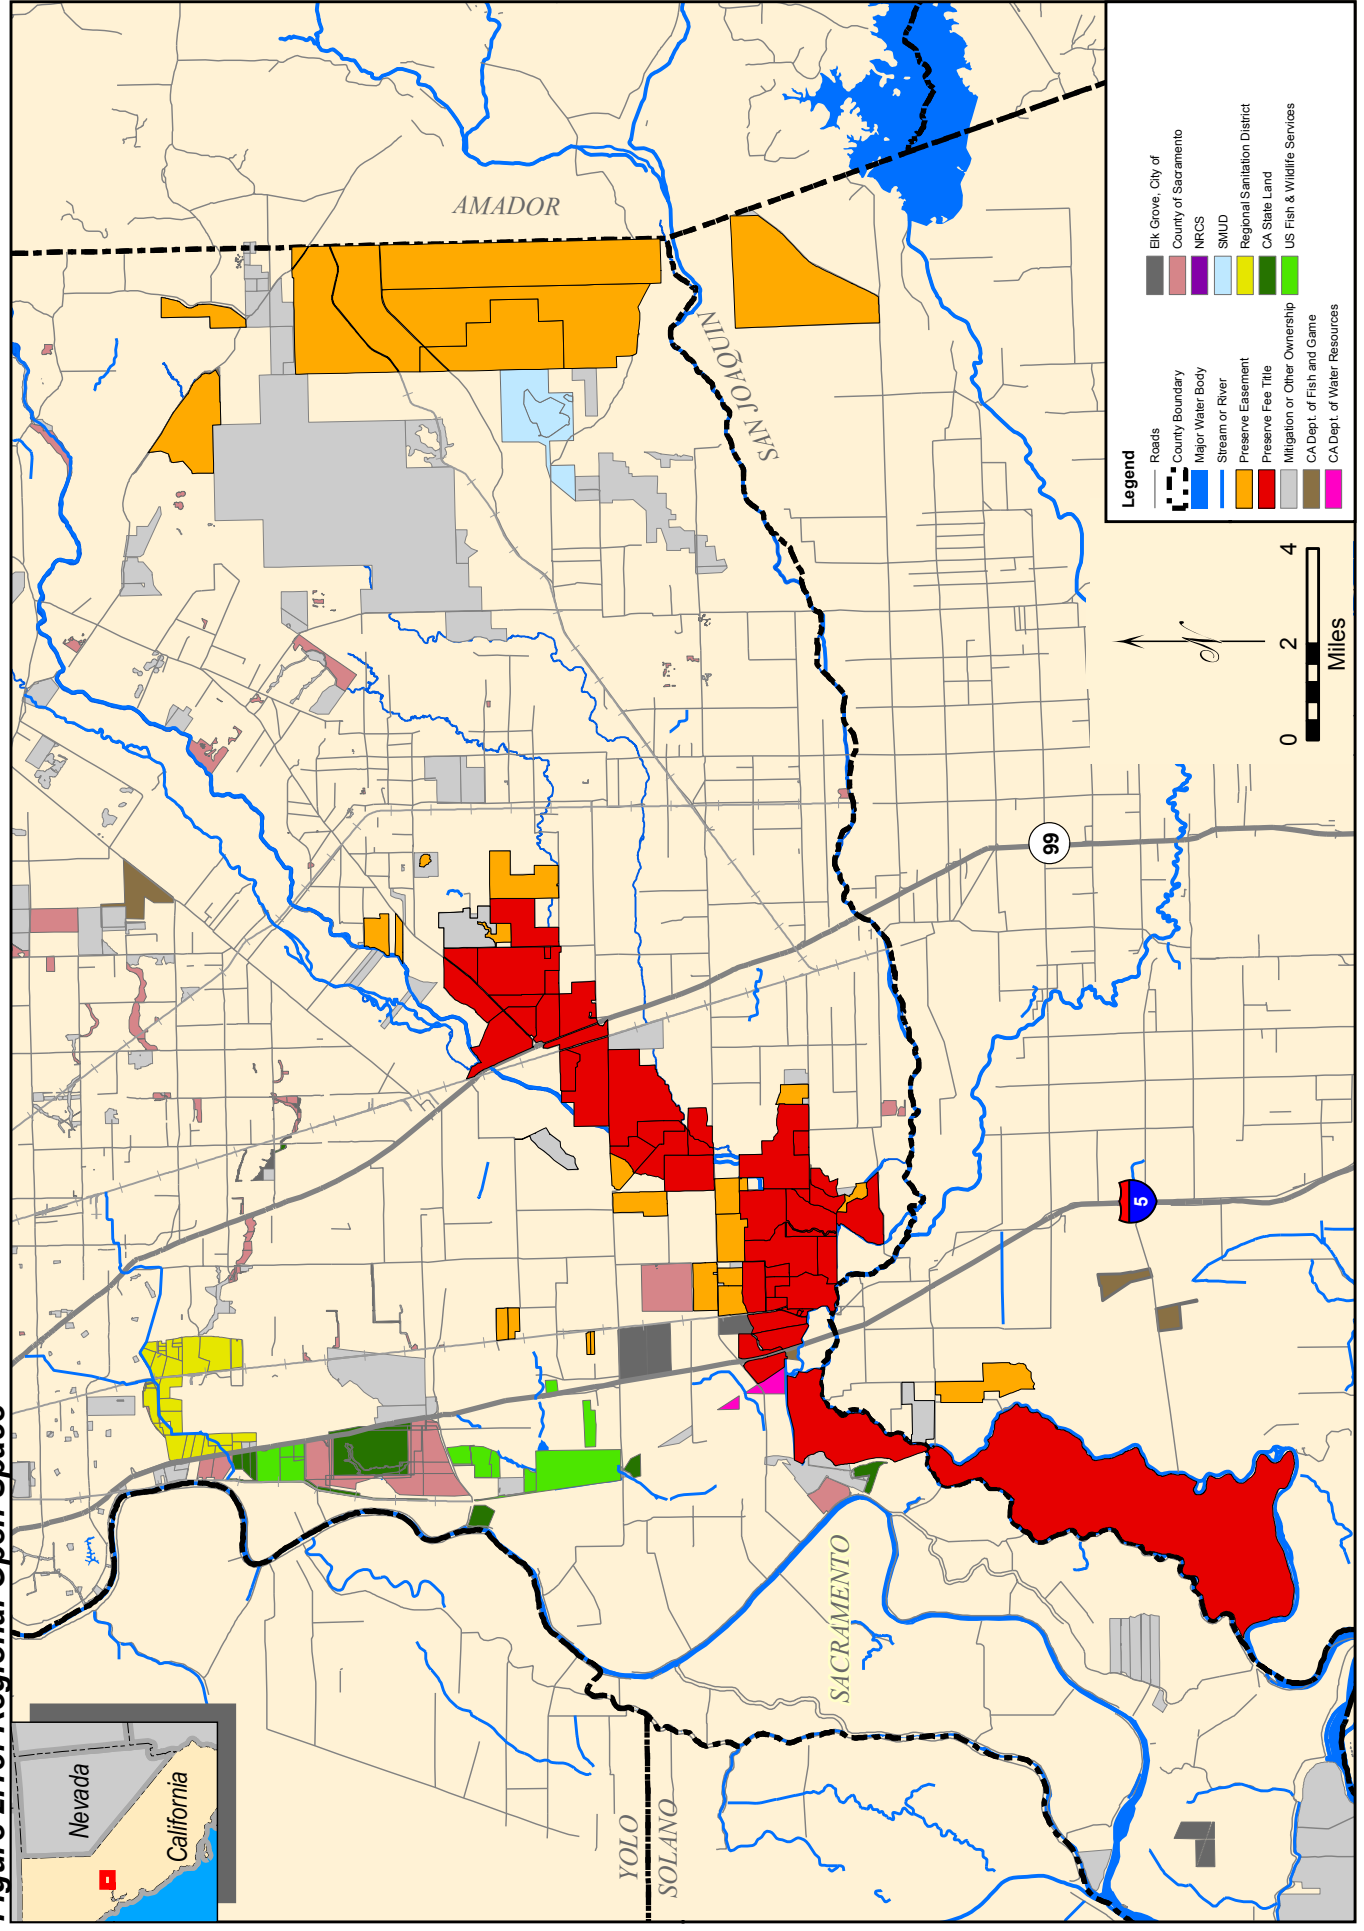 Figure Regional Open Space
Nevada
California
AMADOR
SAN JOAQUIN
SACRAMENTO
YOLO
SOLANO
99
5
0 2 4
Miles
Legend
Roads
County Boundary
Major Water Body
Stream or River
Preserve Easement
Preserve Fee Title
Mitigation or Other Ownership
CA Dept. of Fish and Game
CA Dept. of Water Resources
Elk Grove, City of
County of Sacramento
NRCS
SMUD
Regional Sanitation District
CA State Land
US Fish & Wildlife Services